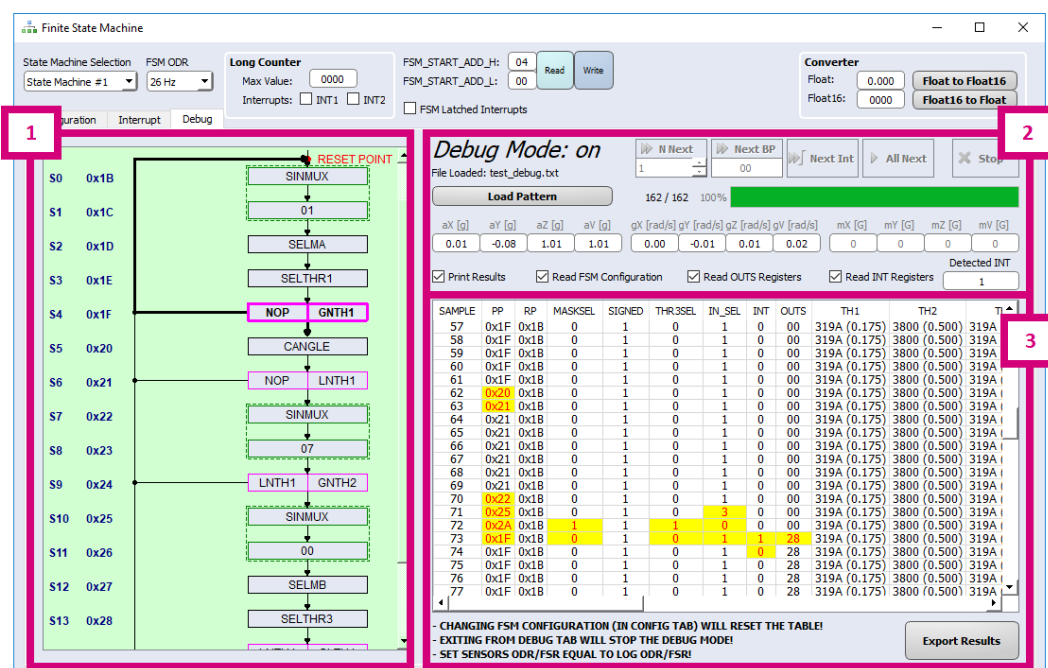 Finite State Machine
State Machine Selection FSM ODR Long Counter FSM_START_ADD_H: 04 Read Write Converter
State Machine #1 26 Hz Max Value: 0000 FSM_START_ADD_L: 00 Float: 0.000 Float to Float16
Interrupts: INT1 INT2 FSM Latched Interrupts Float16: 0000 Float16 to Float
Interrupt Debug
1
RESET POINT
S0 0x1B SINMUX
S1 0x1C 01
S2 0x1D SELMA
S3 0x1E SELTHR1
S4 0x1F NOP GNTH1
S5 0x20 CANGLE
S6 0x21 NOP LNTH1
S7 0x22 SINMUX
S8 0x23 07
S9 0x24 LNTH1 GNTH2
S10 0x25 SINMUX
S11 0x26 00
S12 0x27 SELMB
S13 0x28 SELTHR3
2
Debug Mode: on N Next Next BP Next Int All Next Stop
File Loaded: test_debug.txt 1 00
Load Pattern 162 / 162 100%
aX [g] aY [g] aZ [g] aV [g] gX [rad/s] gY [rad/s] gZ [rad/s] gV [rad/s] mX [G] mY [G] mZ [G] mV [G]
0.01 -0.08 1.01 1.01 0.00 -0.01 0.01 0.02 0 0 0 0
Detected INT
Print Results Read FSM Configuration Read OUTS Registers Read INT Registers 1
3
SAMPLE PP RP MASKSEL SIGNED THR3SEL IN_SEL INT OUTS TH1 TH2
57 0x1F 0x1B 0 1 0 1 0 00 319A (0.175) 3800 (0.500) 319A (
58 0x1F 0x1B 0 1 0 1 0 00 319A (0.175) 3800 (0.500) 319A (
59 0x1F 0x1B 0 1 0 1 0 00 319A (0.175) 3800 (0.500) 319A (
60 0x1F 0x1B 0 1 0 1 0 00 319A (0.175) 3800 (0.500) 319A (
61 0x1F 0x1B 0 1 0 1 0 00 319A (0.175) 3800 (0.500) 319A (
62 0x20 0x1B 0 1 0 1 0 00 319A (0.175) 3800 (0.500) 319A (
63 0x21 0x1B 0 1 0 1 0 00 319A (0.175) 3800 (0.500) 319A (
64 0x21 0x1B 0 1 0 1 0 00 319A (0.175) 3800 (0.500) 319A (
65 0x21 0x1B 0 1 0 1 0 00 319A (0.175) 3800 (0.500) 319A (
66 0x21 0x1B 0 1 0 1 0 00 319A (0.175) 3800 (0.500) 319A (
67 0x21 0x1B 0 1 0 1 0 00 319A (0.175) 3800 (0.500) 319A (
68 0x21 0x1B 0 1 0 1 0 00 319A (0.175) 3800 (0.500) 319A (
69 0x21 0x1B 0 1 0 1 0 00 319A (0.175) 3800 (0.500) 319A (
70 0x22 0x1B 0 1 0 1 0 00 319A (0.175) 3800 (0.500) 319A (
71 0x25 0x1B 0 1 0 3 0 00 319A (0.175) 3800 (0.500) 319A (
72 0x2A 0x1B 1 1 1 0 0 00 319A (0.175) 3800 (0.500) 319A (
73 0x1F 0x1B 0 1 0 1 1 28 319A (0.175) 3800 (0.500) 319A (
74 0x1F 0x1B 0 1 0 1 0 28 319A (0.175) 3800 (0.500) 319A (
75 0x1F 0x1B 0 1 0 1 0 28 319A (0.175) 3800 (0.500) 319A (
76 0x1F 0x1B 0 1 0 1 0 28 319A (0.175) 3800 (0.500) 319A (
77 0x1F 0x1B 0 1 0 1 0 28 319A (0.175) 3800 (0.500) 319A (
- CHANGING FSM CONFIGURATION (IN CONFIG TAB) WILL RESET THE TABLE!
- EXITING FROM DEBUG TAB WILL STOP THE DEBUG MODE!
- SET SENSORS ODR/FSR EQUAL TO LOG ODR/FSR!
Export Results